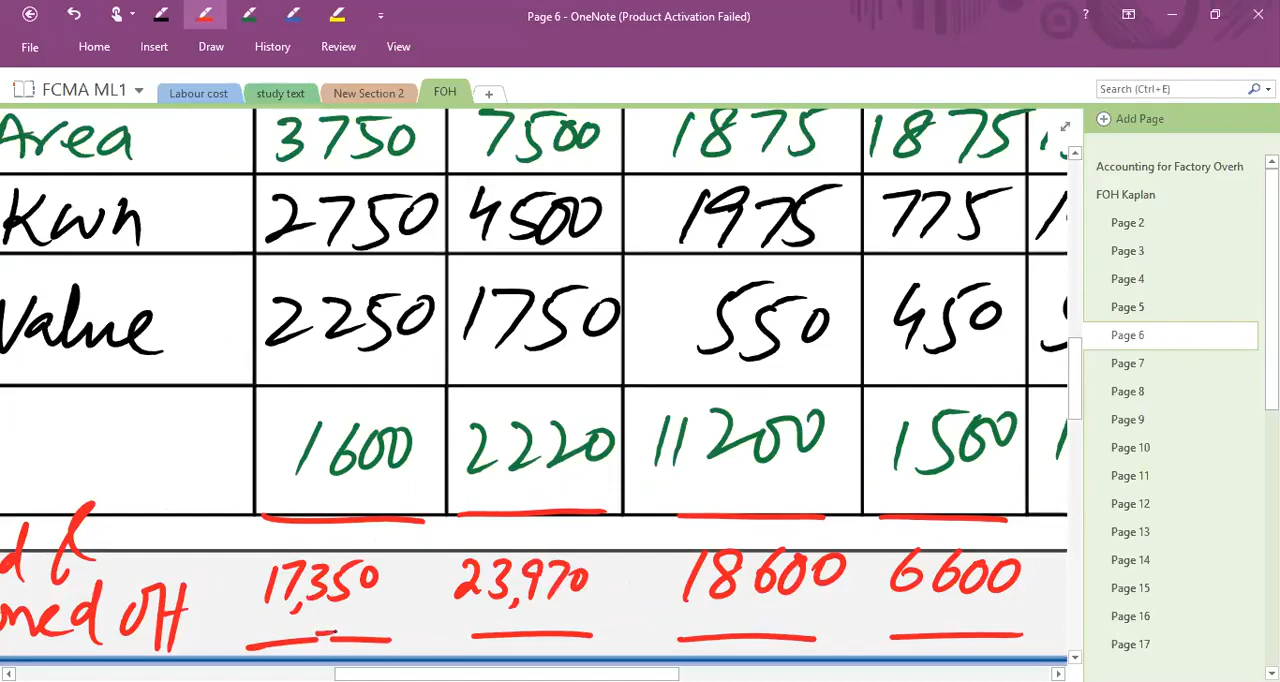 Page 6 - OneNote (Product Activation Failed)
?
File Home Insert Draw History Review View
FCMA ML1 Labour cost study text New Section 2 FOH + Search (Ctrl+E)
Add Page
Accounting for Factory Overh
FOH Kaplan
Page 2
Page 3
Page 4
Page 5
Page 6
Page 7
Page 8
Page 9
Page 10
Page 11
Page 12
Page 13
Page 14
Page 15
Page 16
Page 17
Area 3750 7500 1875 1875
Kwh 2750 4500 1975 775
Value 2250 1750 550 450
1600 2220 11200 1500
17,350 23,970 18600 6600